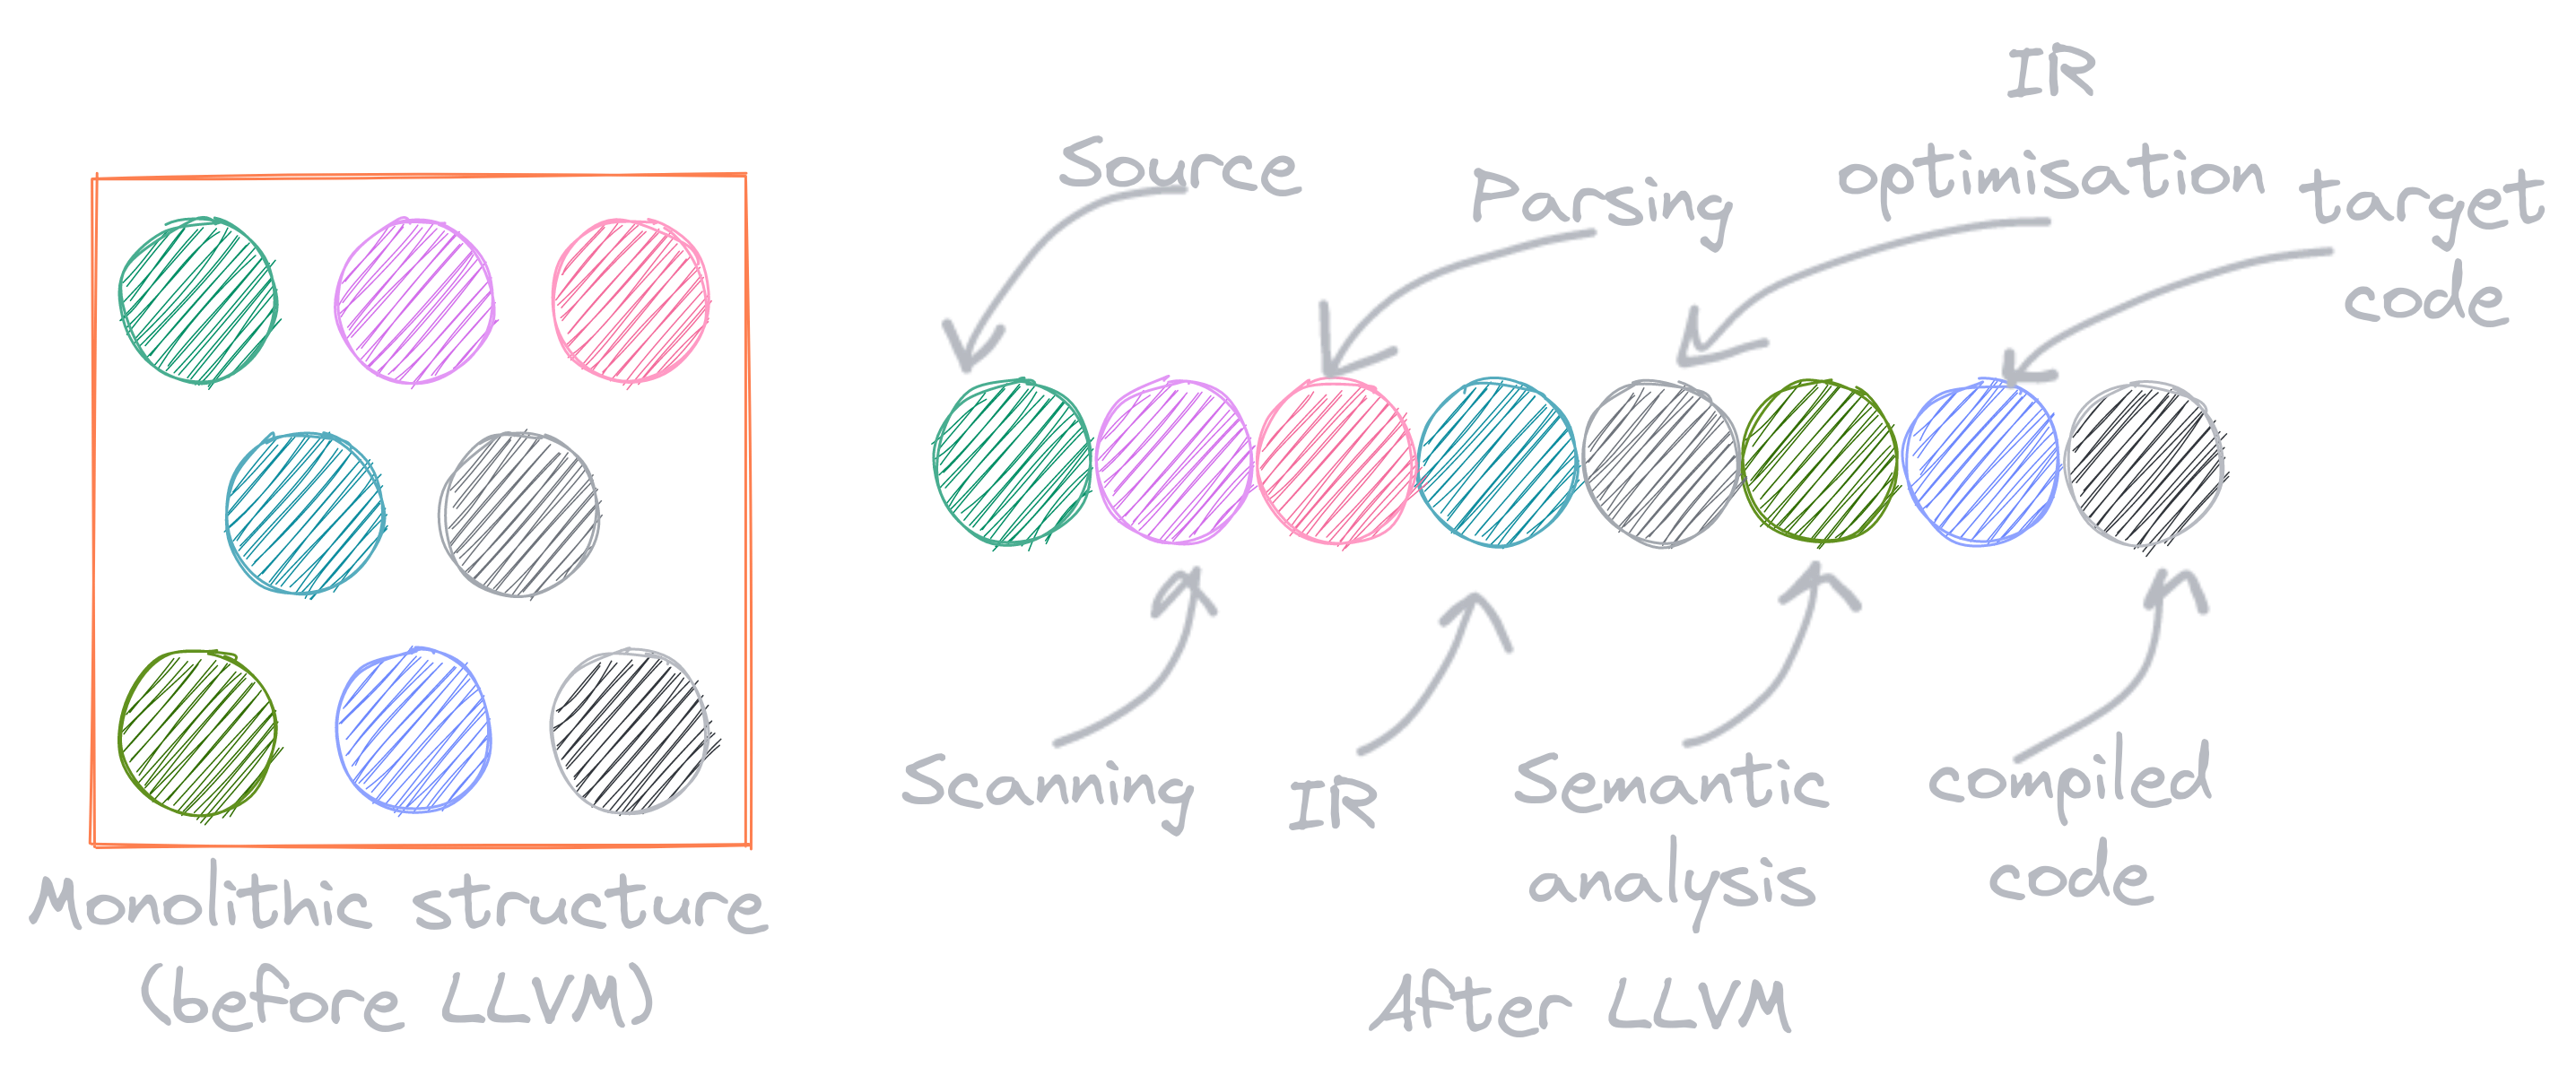 Monolithic structure
(before LLVM)
Source
Parsing
IR
optimisation
target
code
Scanning
IR
Semantic
analysis
compiled
code
After LLVM